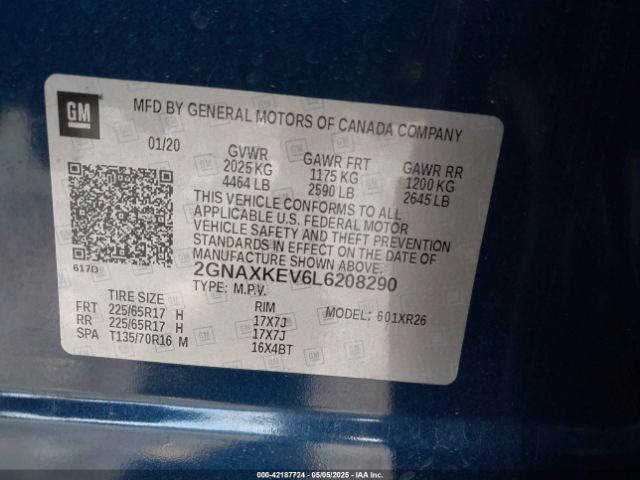 GM
MFD BY GENERAL MOTORS OF CANADA COMPANY
01/20
GVWR GAWR FRT GAWR RR
2025 KG 1175 KG 1200 KG
4464 LB 2590 LB 2645 LB
THIS VEHICLE CONFORMS TO ALL
APPLICABLE U.S. FEDERAL MOTOR
VEHICLE SAFETY AND THEFT PREVENTION
STANDARDS IN EFFECT ON THE DATE OF
MANUFACTURE SHOWN ABOVE.
617D
2GNAXKEV6L6208290
TYPE: M.P.V.
TIRE SIZE RIM MODEL: 601XR26
FRT 225/65R17 H 17X7J
RR 225/65R17 H 17X7J
SPA T135/70R16 M 16X4BT
000-42187724 - 05/05/2025 - IAA Inc.